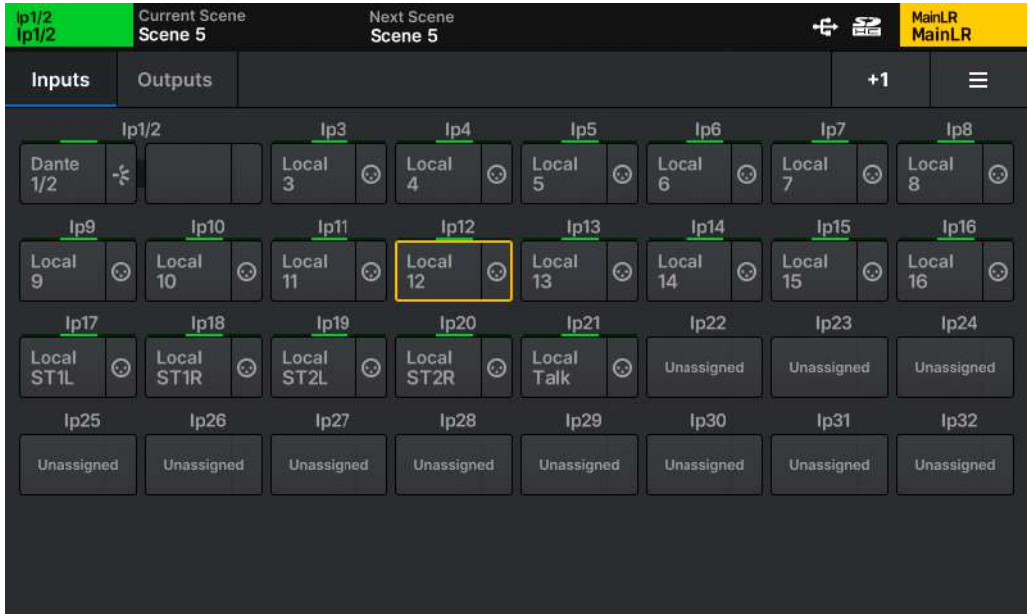 Ip1/2
Ip1/2
Current Scene
Scene 5
Next Scene
Scene 5
MainLR
MainLR
Inputs
Outputs
+1
Ip1/2
Ip3
Ip4
Ip5
Ip6
Ip7
Ip8
Dante
1/2
Local
3
Local
4
Local
5
Local
6
Local
7
Local
8
Ip9
Ip10
Ip11
Ip12
Ip13
Ip14
Ip15
Ip16
Local
9
Local
10
Local
11
Local
12
Local
13
Local
14
Local
15
Local
16
Ip17
Ip18
Ip19
Ip20
Ip21
Ip22
Ip23
Ip24
Local
ST1L
Local
ST1R
Local
ST2L
Local
ST2R
Local
Talk
Unassigned
Unassigned
Unassigned
Ip25
Ip26
Ip27
Ip28
Ip29
Ip30
Ip31
Ip32
Unassigned
Unassigned
Unassigned
Unassigned
Unassigned
Unassigned
Unassigned
Unassigned